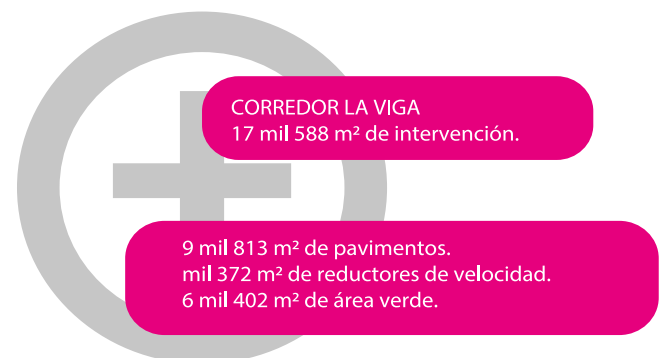 CORREDOR LA VIGA
17 mil 588 m² de intervención.
9 mil 813 m² de pavimentos.
mil 372 m² de reductores de velocidad.
6 mil 402 m² de área verde.